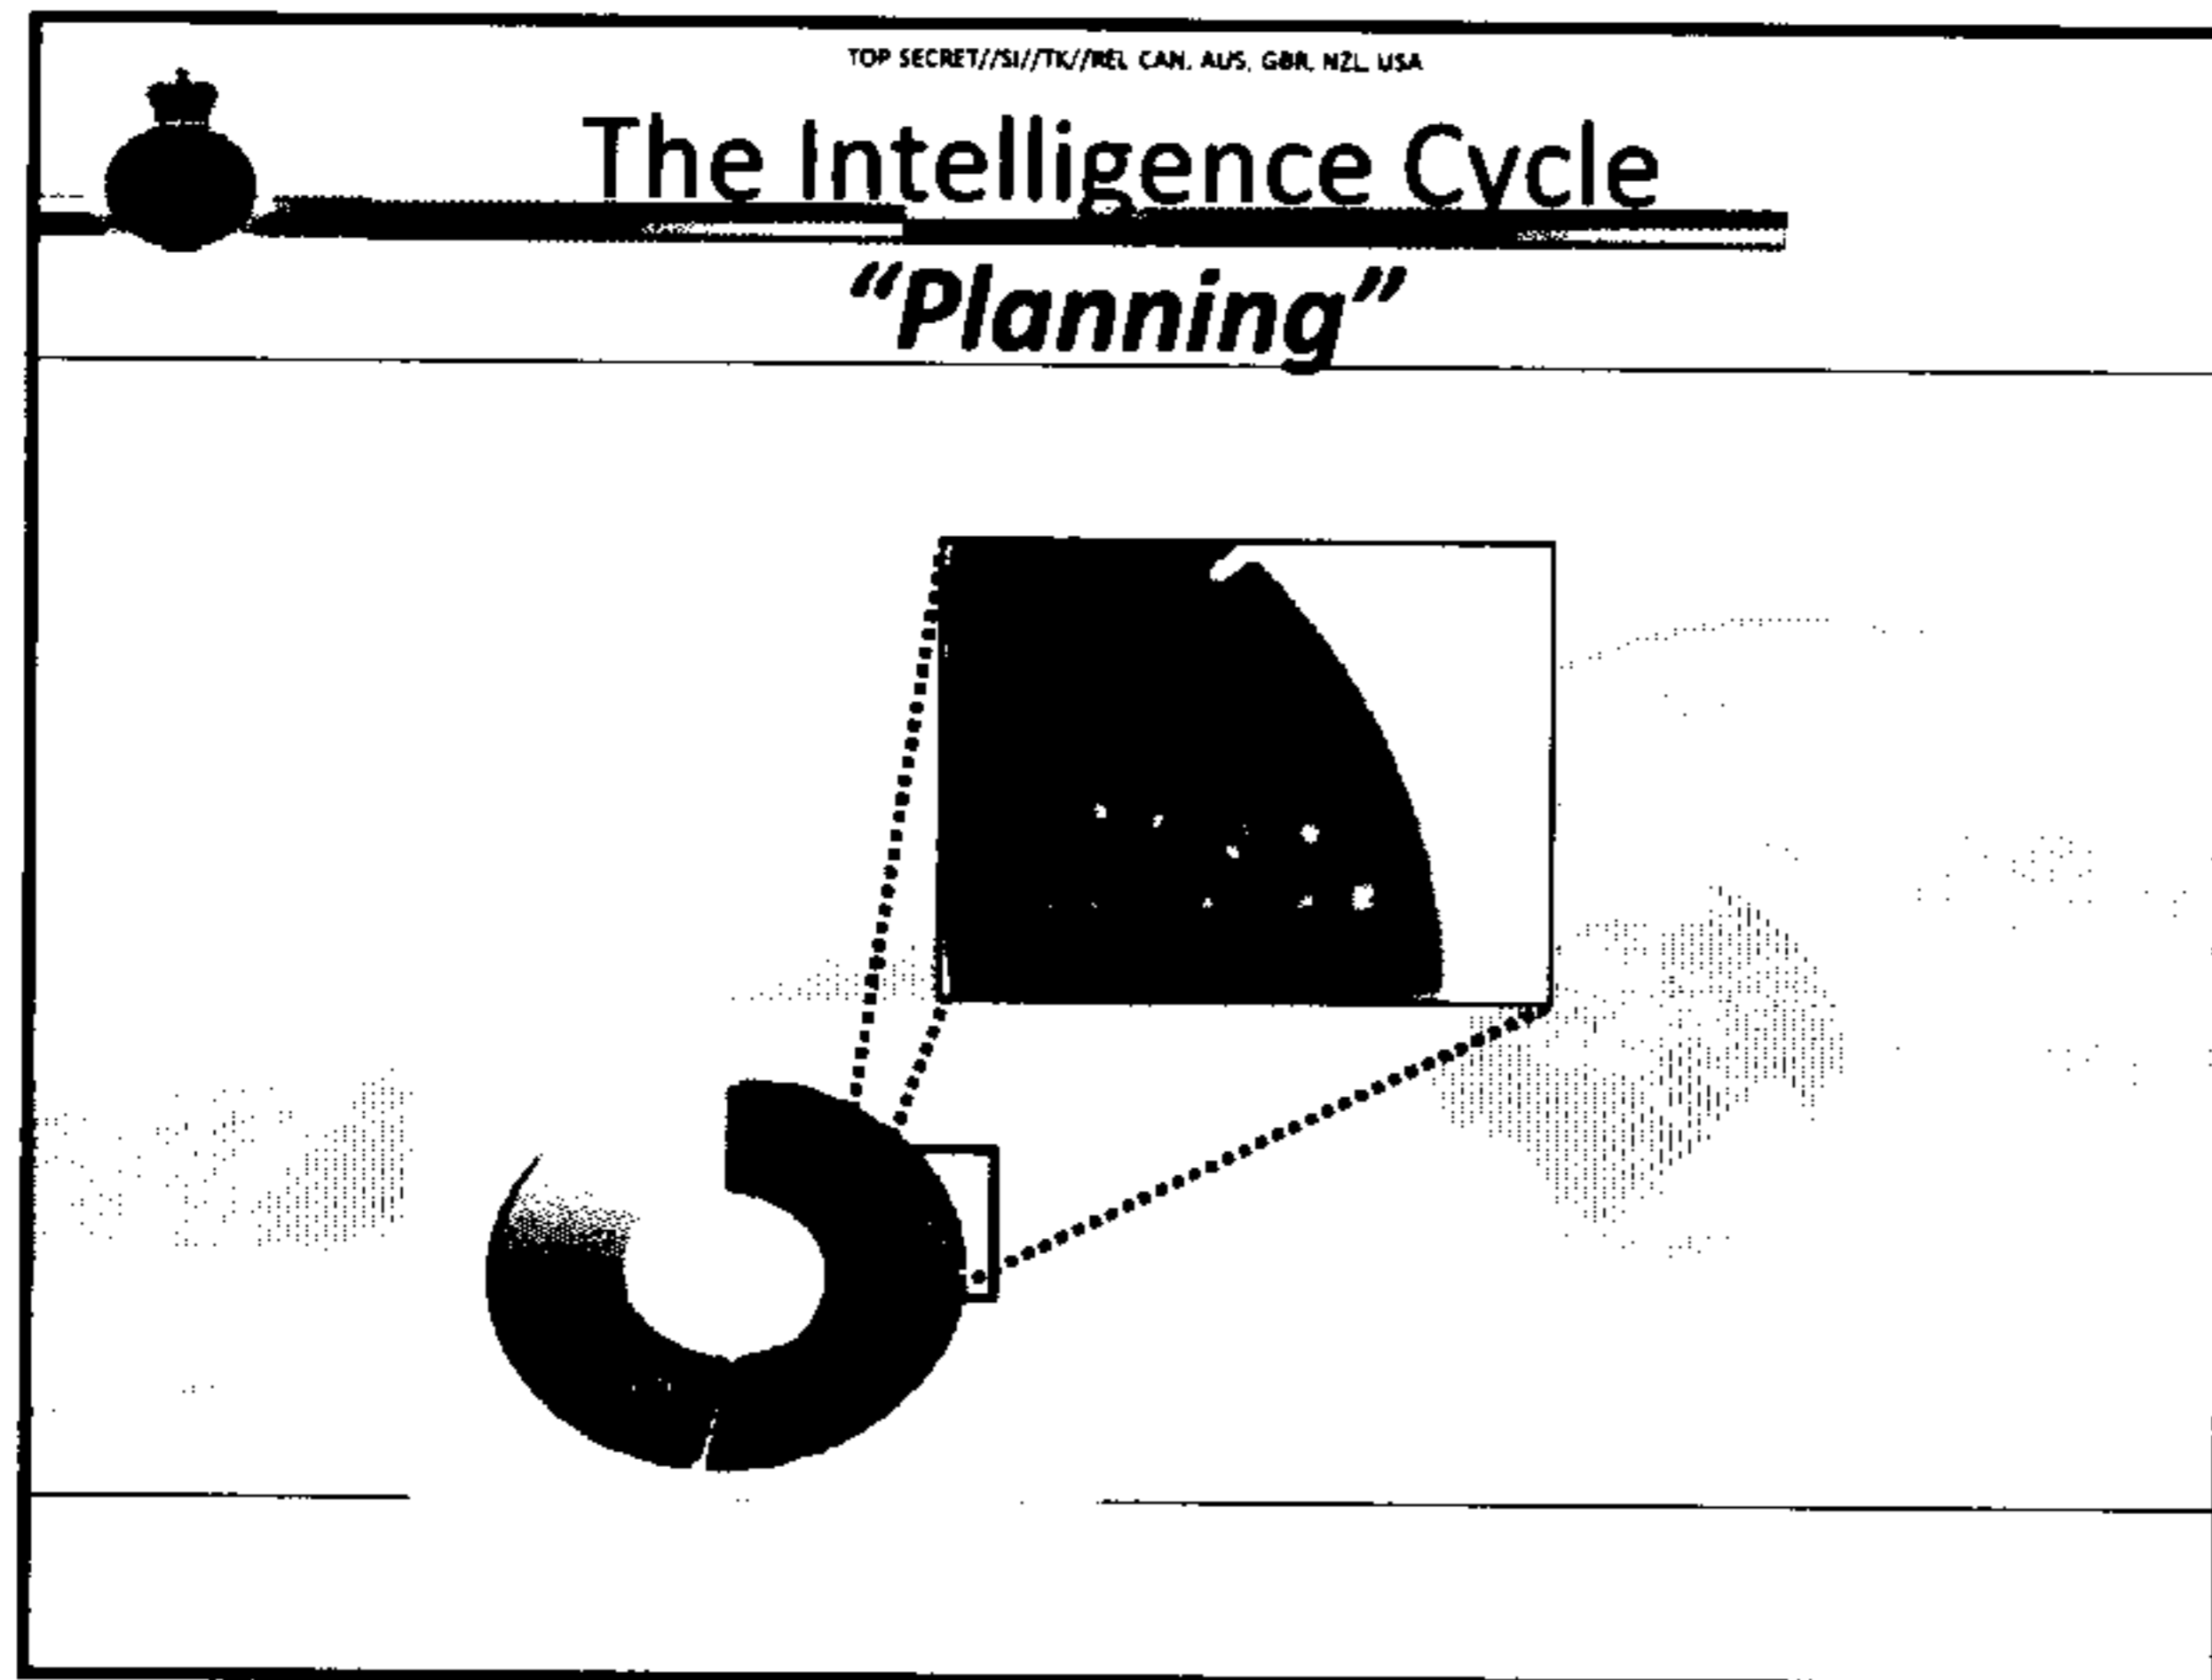 TOP SECRET//SI//TK//REL CAN, AUS, GBR, NZL, USA
The Intelligence Cycle
“Planning”